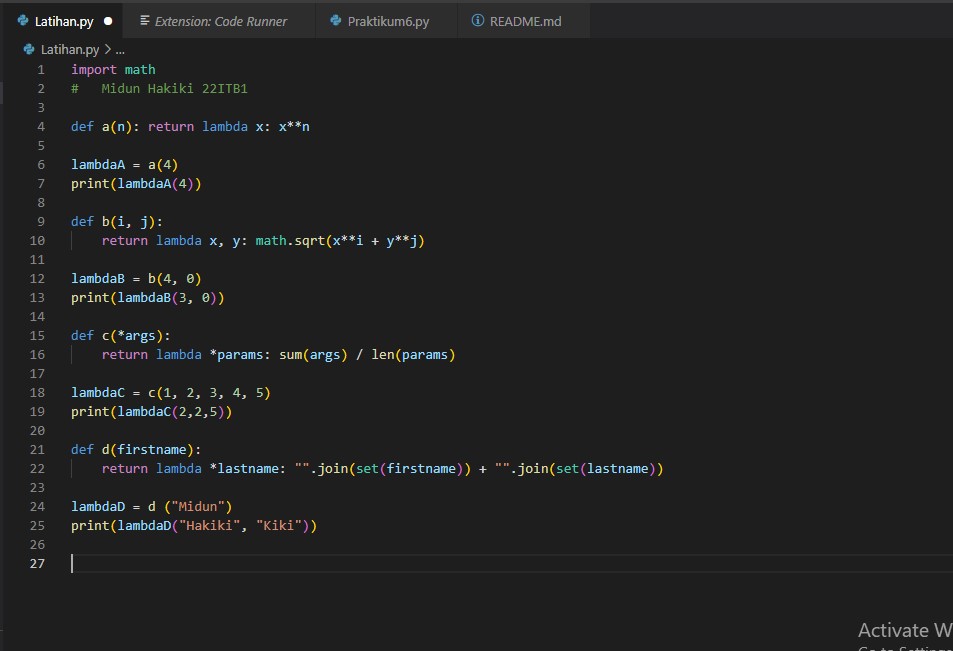 Latihan.py ● Extension: Code Runner Praktikum6.py README.md
Latihan.py > ...
1 import math
2 #   Midun Hakiki 22ITB1
3
4 def a(n): return lambda x: x**n
5
6 lambdaA = a(4)
7 print(lambdaA(4))
8
9 def b(i, j):
10     return lambda x, y: math.sqrt(x**i + y**j)
11
12 lambdaB = b(4, 0)
13 print(lambdaB(3, 0))
14
15 def c(*args):
16     return lambda *params: sum(args) / len(params)
17
18 lambdaC = c(1, 2, 3, 4, 5)
19 print(lambdaC(2,2,5))
20
21 def d(firstname):
22     return lambda *lastname: "".join(set(firstname)) + "".join(set(lastname))
23
24 lambdaD = d ("Midun")
25 print(lambdaD("Hakiki", "Kiki"))
26
27
Activate W